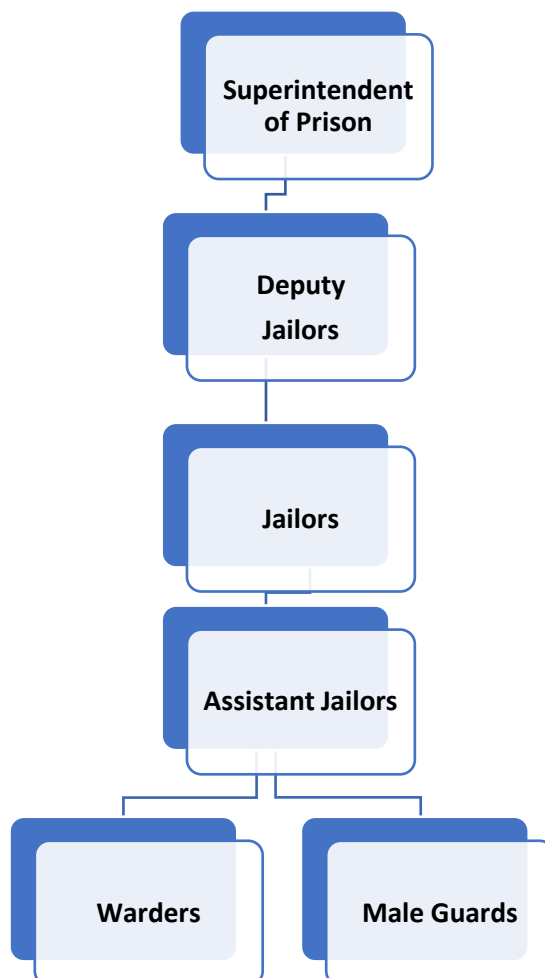 Superintendent
of Prison
Deputy
Jailors
Jailors
Assistant Jailors
Warders
Male Guards